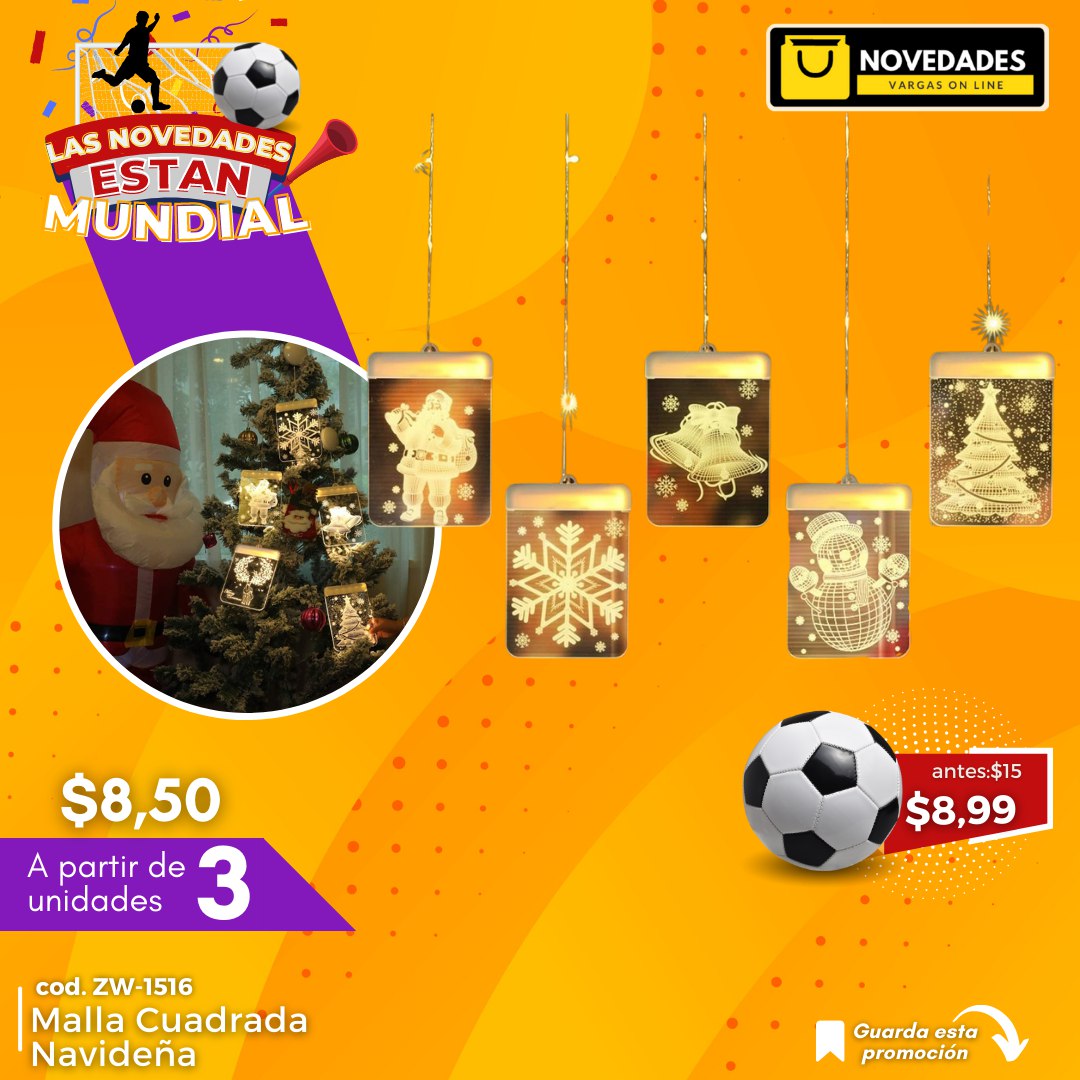 LAS NOVEDADES
ESTAN
MUNDIAL
NOVEDADES
VARGAS ON LINE
antes:$15
$8,99
$8,50
A partir de
unidades
3
cod. ZW-1516
Malla Cuadrada
Navideña
Guarda esta
promoción